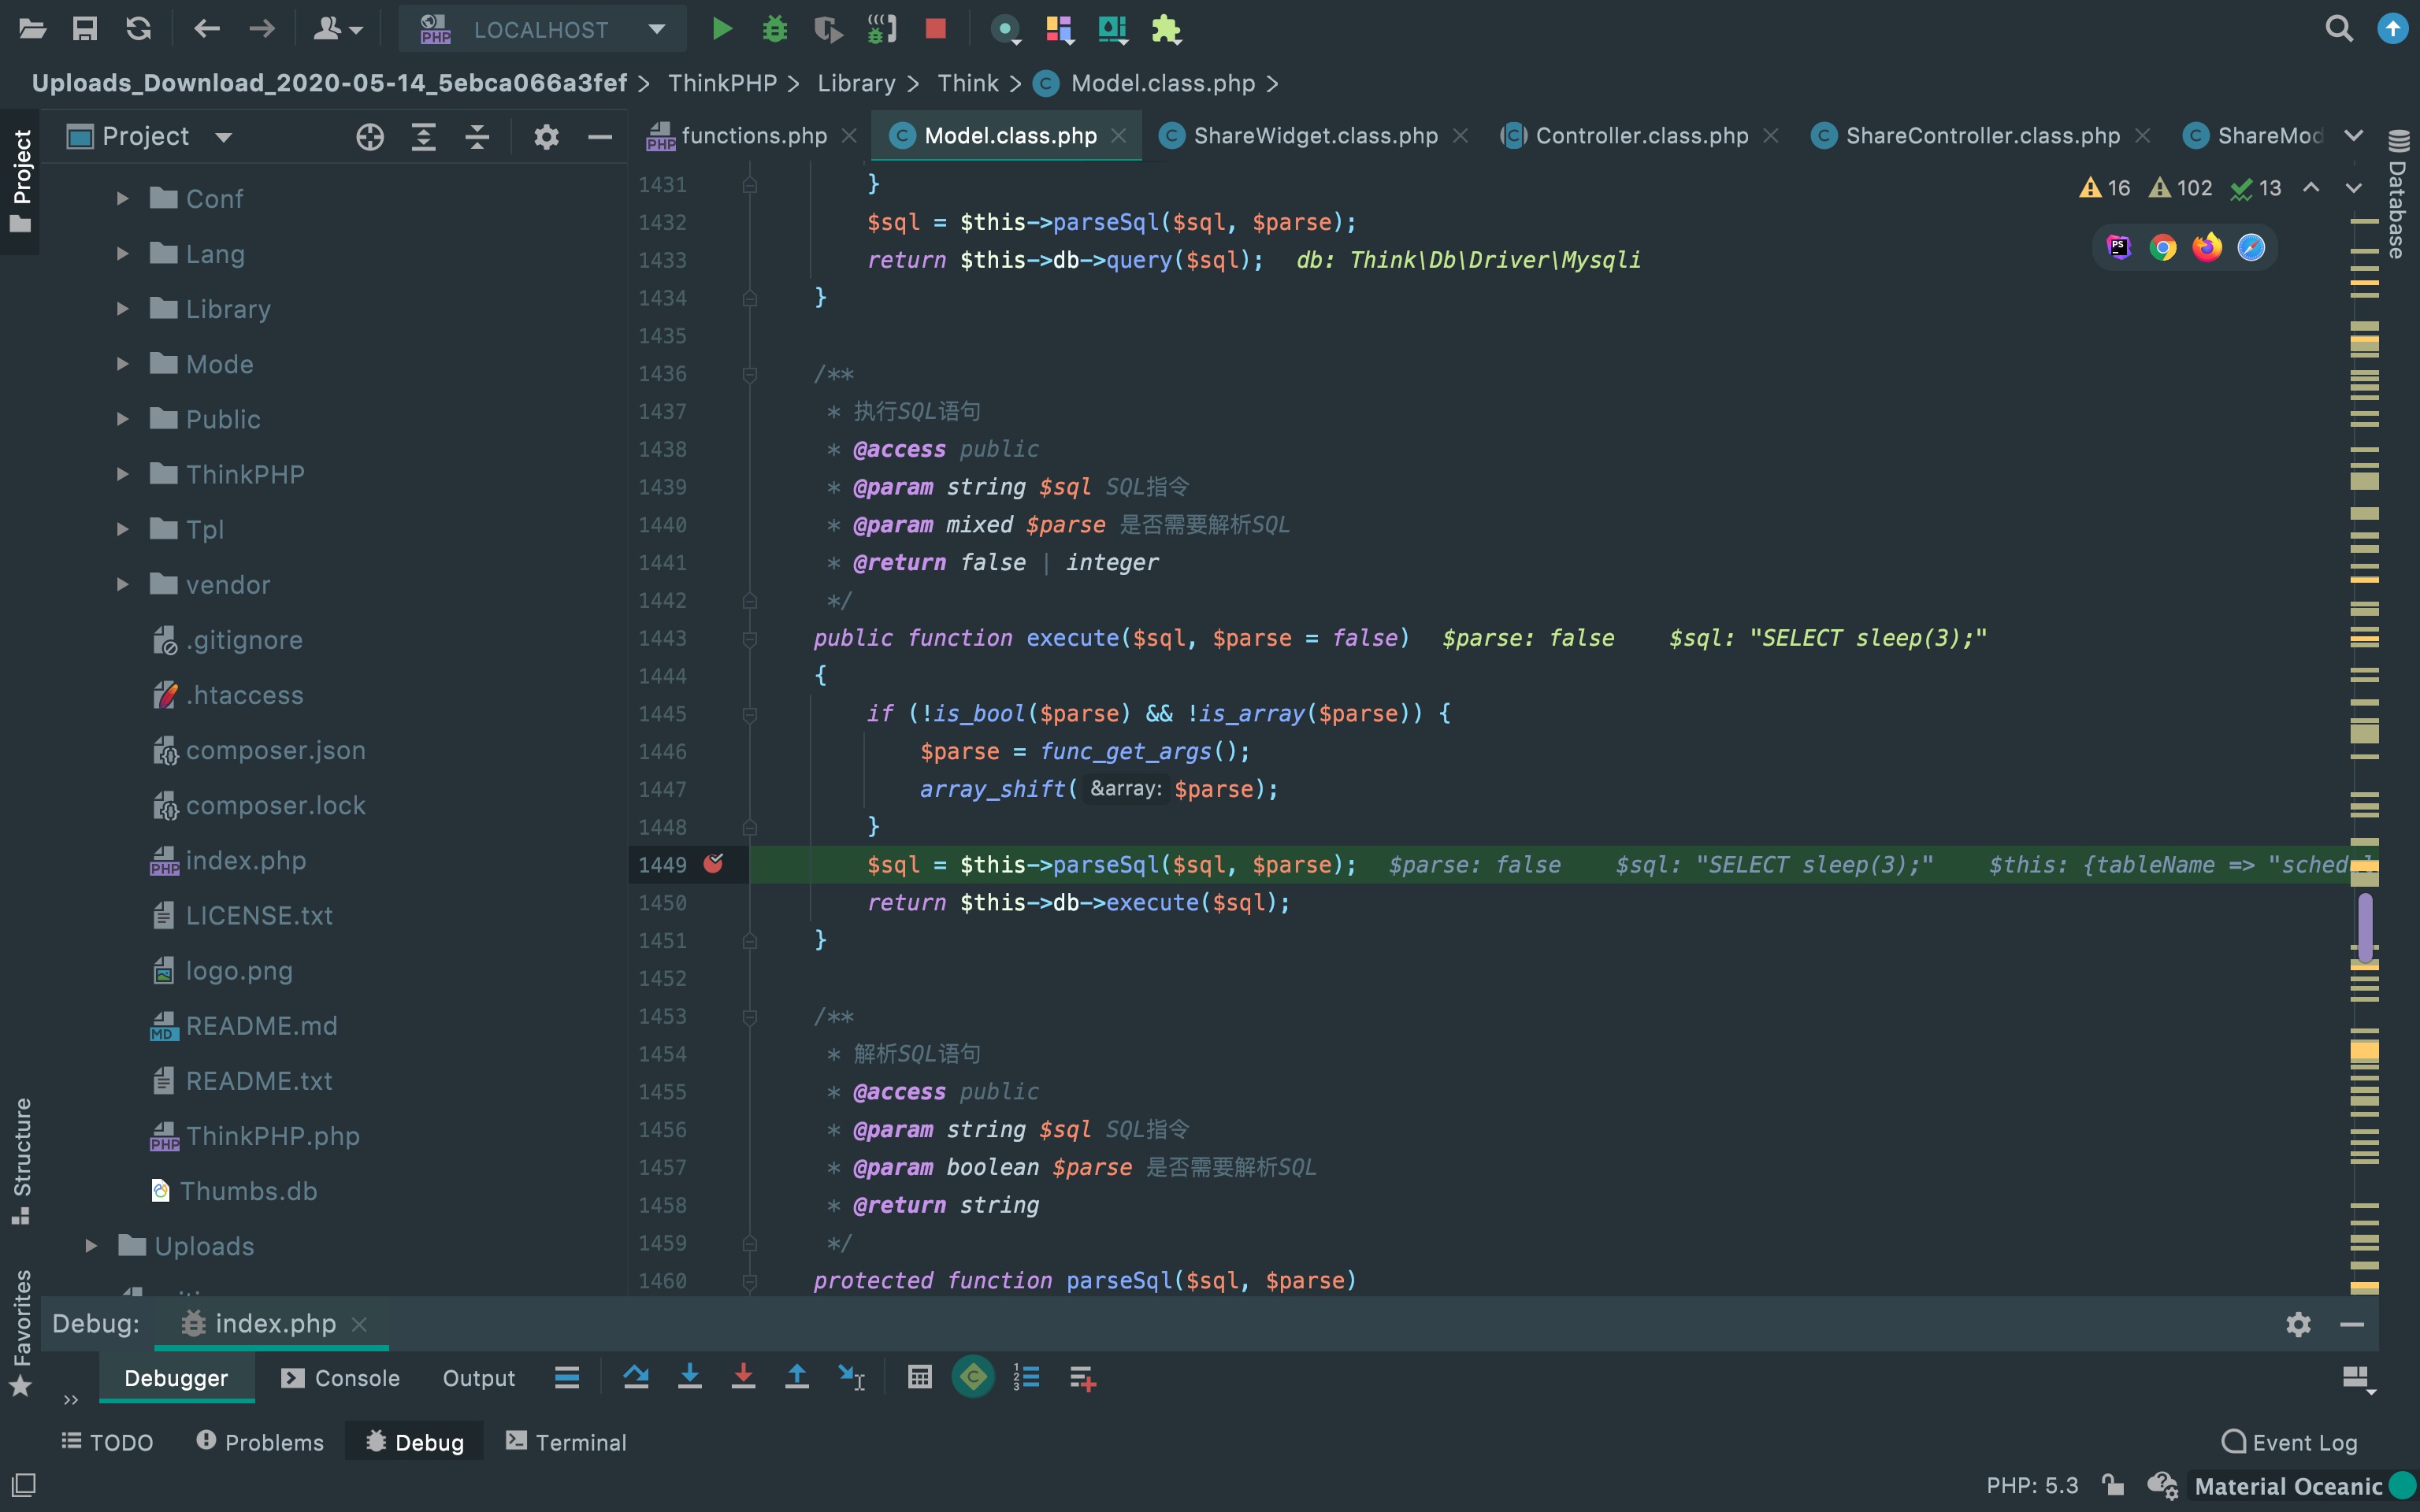 LOCALHOST
Uploads_Download_2020-05-14_5ebca066a3fef > ThinkPHP > Library > Think > Model.class.php >
Project
Project
functions.php
Model.class.php
ShareWidget.class.php
Controller.class.php
ShareController.class.php
ShareMod
Database
16 102 13
Conf
Lang
Library
Mode
Public
ThinkPHP
Tpl
vendor
.gitignore
.htaccess
composer.json
composer.lock
index.php
LICENSE.txt
logo.png
README.md
README.txt
ThinkPHP.php
Thumbs.db
Uploads
Structure
Favorites
1431 }
1432 $sql = $this->parseSql($sql, $parse);
1433 return $this->db->query($sql); db: Think\Db\Driver\Mysqli
1434 }
1435
1436 /**
1437 * 执行SQL语句
1438 * @access public
1439 * @param string $sql SQL指令
1440 * @param mixed $parse 是否需要解析SQL
1441 * @return false | integer
1442 */
1443 public function execute($sql, $parse = false) $parse: false $sql: "SELECT sleep(3);"
1444 {
1445 if (!is_bool($parse) && !is_array($parse)) {
1446 $parse = func_get_args();
1447 array_shift( &array: $parse);
1448 }
1449 $sql = $this->parseSql($sql, $parse); $parse: false $sql: "SELECT sleep(3);" $this: {tableName => "sched
1450 return $this->db->execute($sql);
1451 }
1452
1453 /**
1454 * 解析SQL语句
1455 * @access public
1456 * @param string $sql SQL指令
1457 * @param boolean $parse 是否需要解析SQL
1458 * @return string
1459 */
1460 protected function parseSql($sql, $parse)
Debug: index.php
Debugger Console Output
TODO Problems Debug Terminal
Event Log
PHP: 5.3 Material Oceanic